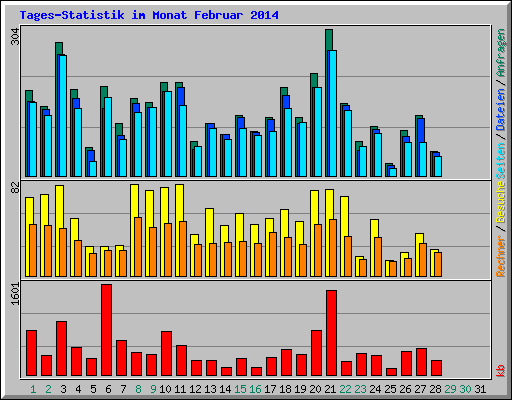 Tages-Statistik im Monat Februar 2014
304
82
1601
Rechner / Besuche Seiten / Dateien / Anfragen
kb
1 2 3 4 5 6 7 8 9 10 11 12 13 14 15 16 17 18 19 20 21 22 23 24 25 26 27 28 29 30 31